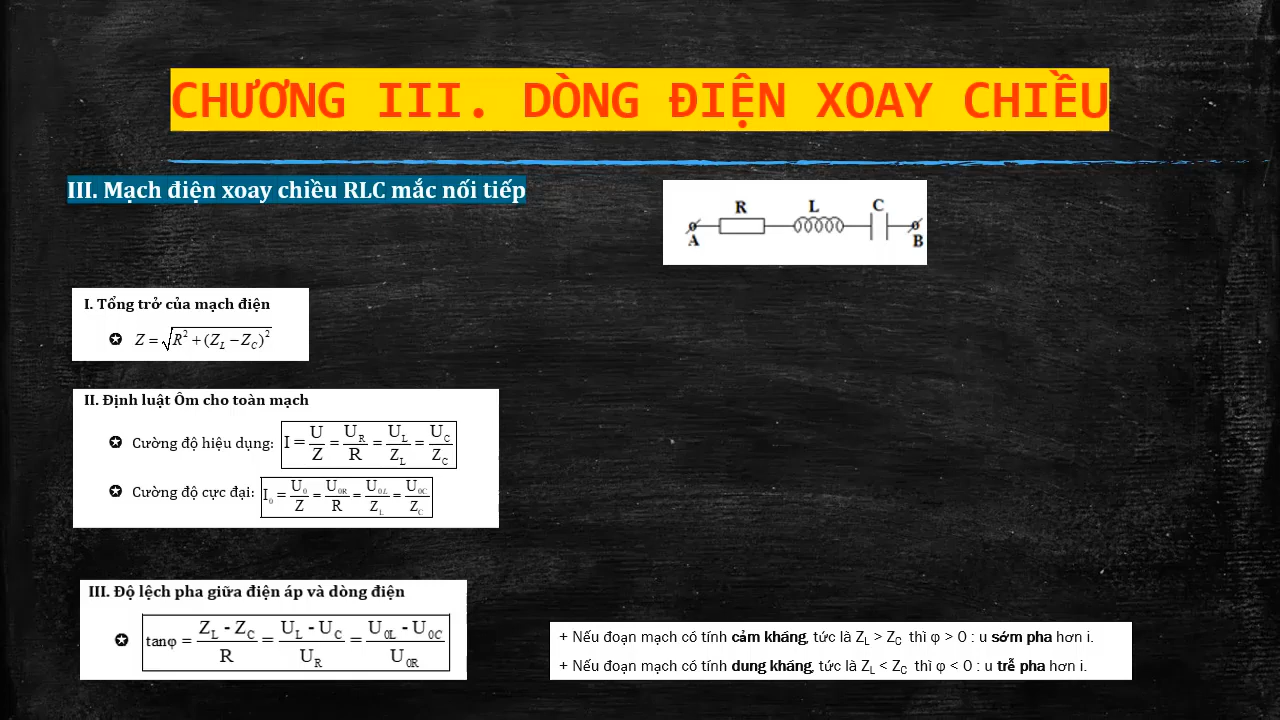 CHƯƠNG III. DÒNG ĐIỆN XOAY CHIỀU
III. Mạch điện xoay chiều RLC mắc nối tiếp
R L C
A B
I. Tổng trở của mạch điện
✪ Z = √(R² + (Z_L − Z_C)²)
II. Định luật Ôm cho toàn mạch
✪ Cường độ hiệu dụng: I = U/Z = U_R/R = U_L/Z_L = U_C/Z_C
✪ Cường độ cực đại: I_0 = U_0/Z = U_0R/R = U_0L/Z_L = U_0C/Z_C
III. Độ lệch pha giữa điện áp và dòng điện
✪ tanφ = (Z_L - Z_C)/R = (U_L - U_C)/U_R = (U_0L - U_0C)/U_0R
+ Nếu đoạn mạch có tính cảm kháng, tức là Z_L > Z_C thì φ > 0 : u sớm pha hơn i.
+ Nếu đoạn mạch có tính dung kháng, tức là Z_L < Z_C thì φ < 0 : u trễ pha hơn i.